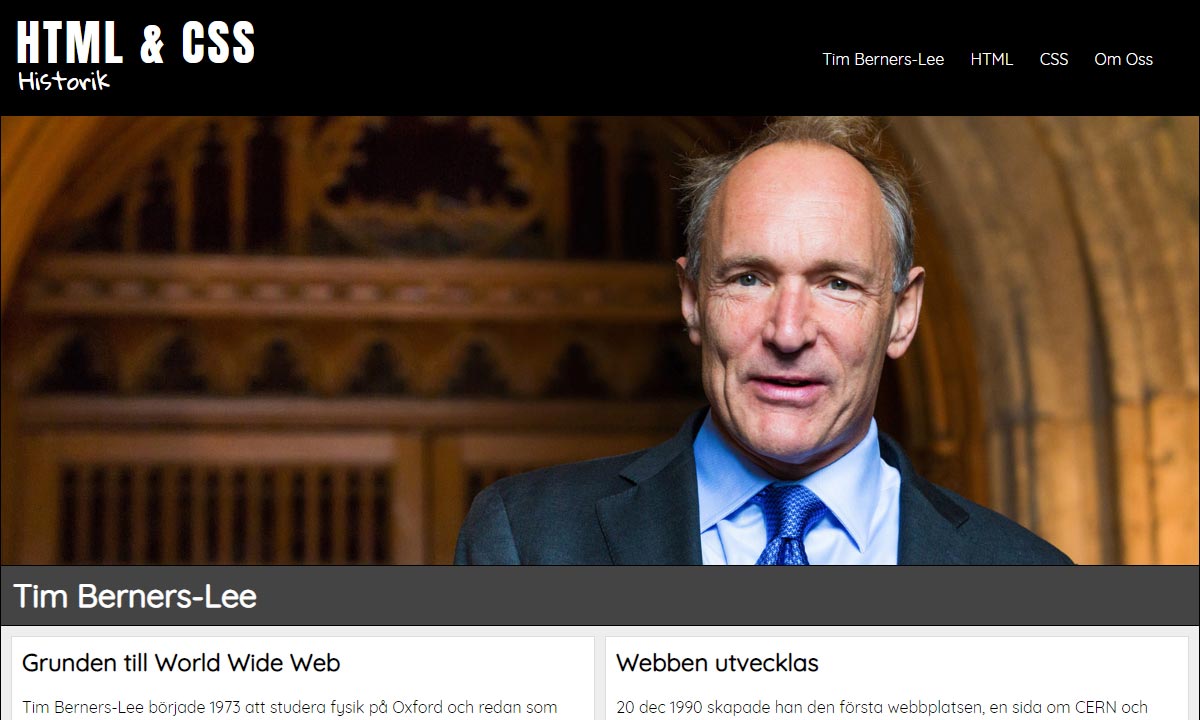 HTML & CSS
Historik
Tim Berners-Lee HTML CSS Om Oss
Tim Berners-Lee
Grunden till World Wide Web
Tim Berners-Lee började 1973 att studera fysik på Oxford och redan som
Webben utvecklas
20 dec 1990 skapade han den första webbplatsen, en sida om CERN och